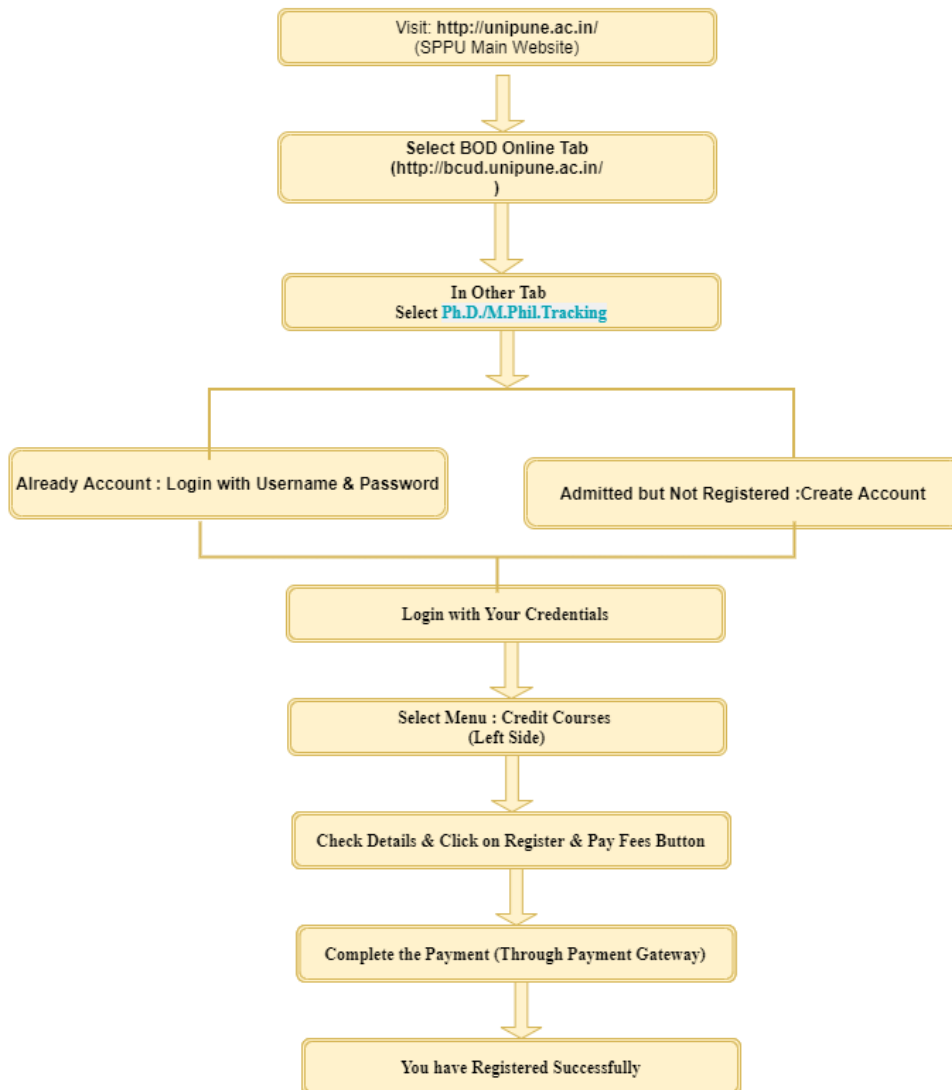 Visit: http://unipune.ac.in/
(SPPU Main Website)
Select BOD Online Tab
(http://bcud.unipune.ac.in/
)
In Other Tab
Select Ph.D./M.Phil.Tracking
Already Account : Login with Username & Password
Admitted but Not Registered :Create Account
Login with Your Credentials
Select Menu : Credit Courses
(Left Side)
Check Details & Click on Register & Pay Fees Button
Complete the Payment (Through Payment Gateway)
You have Registered Successfully